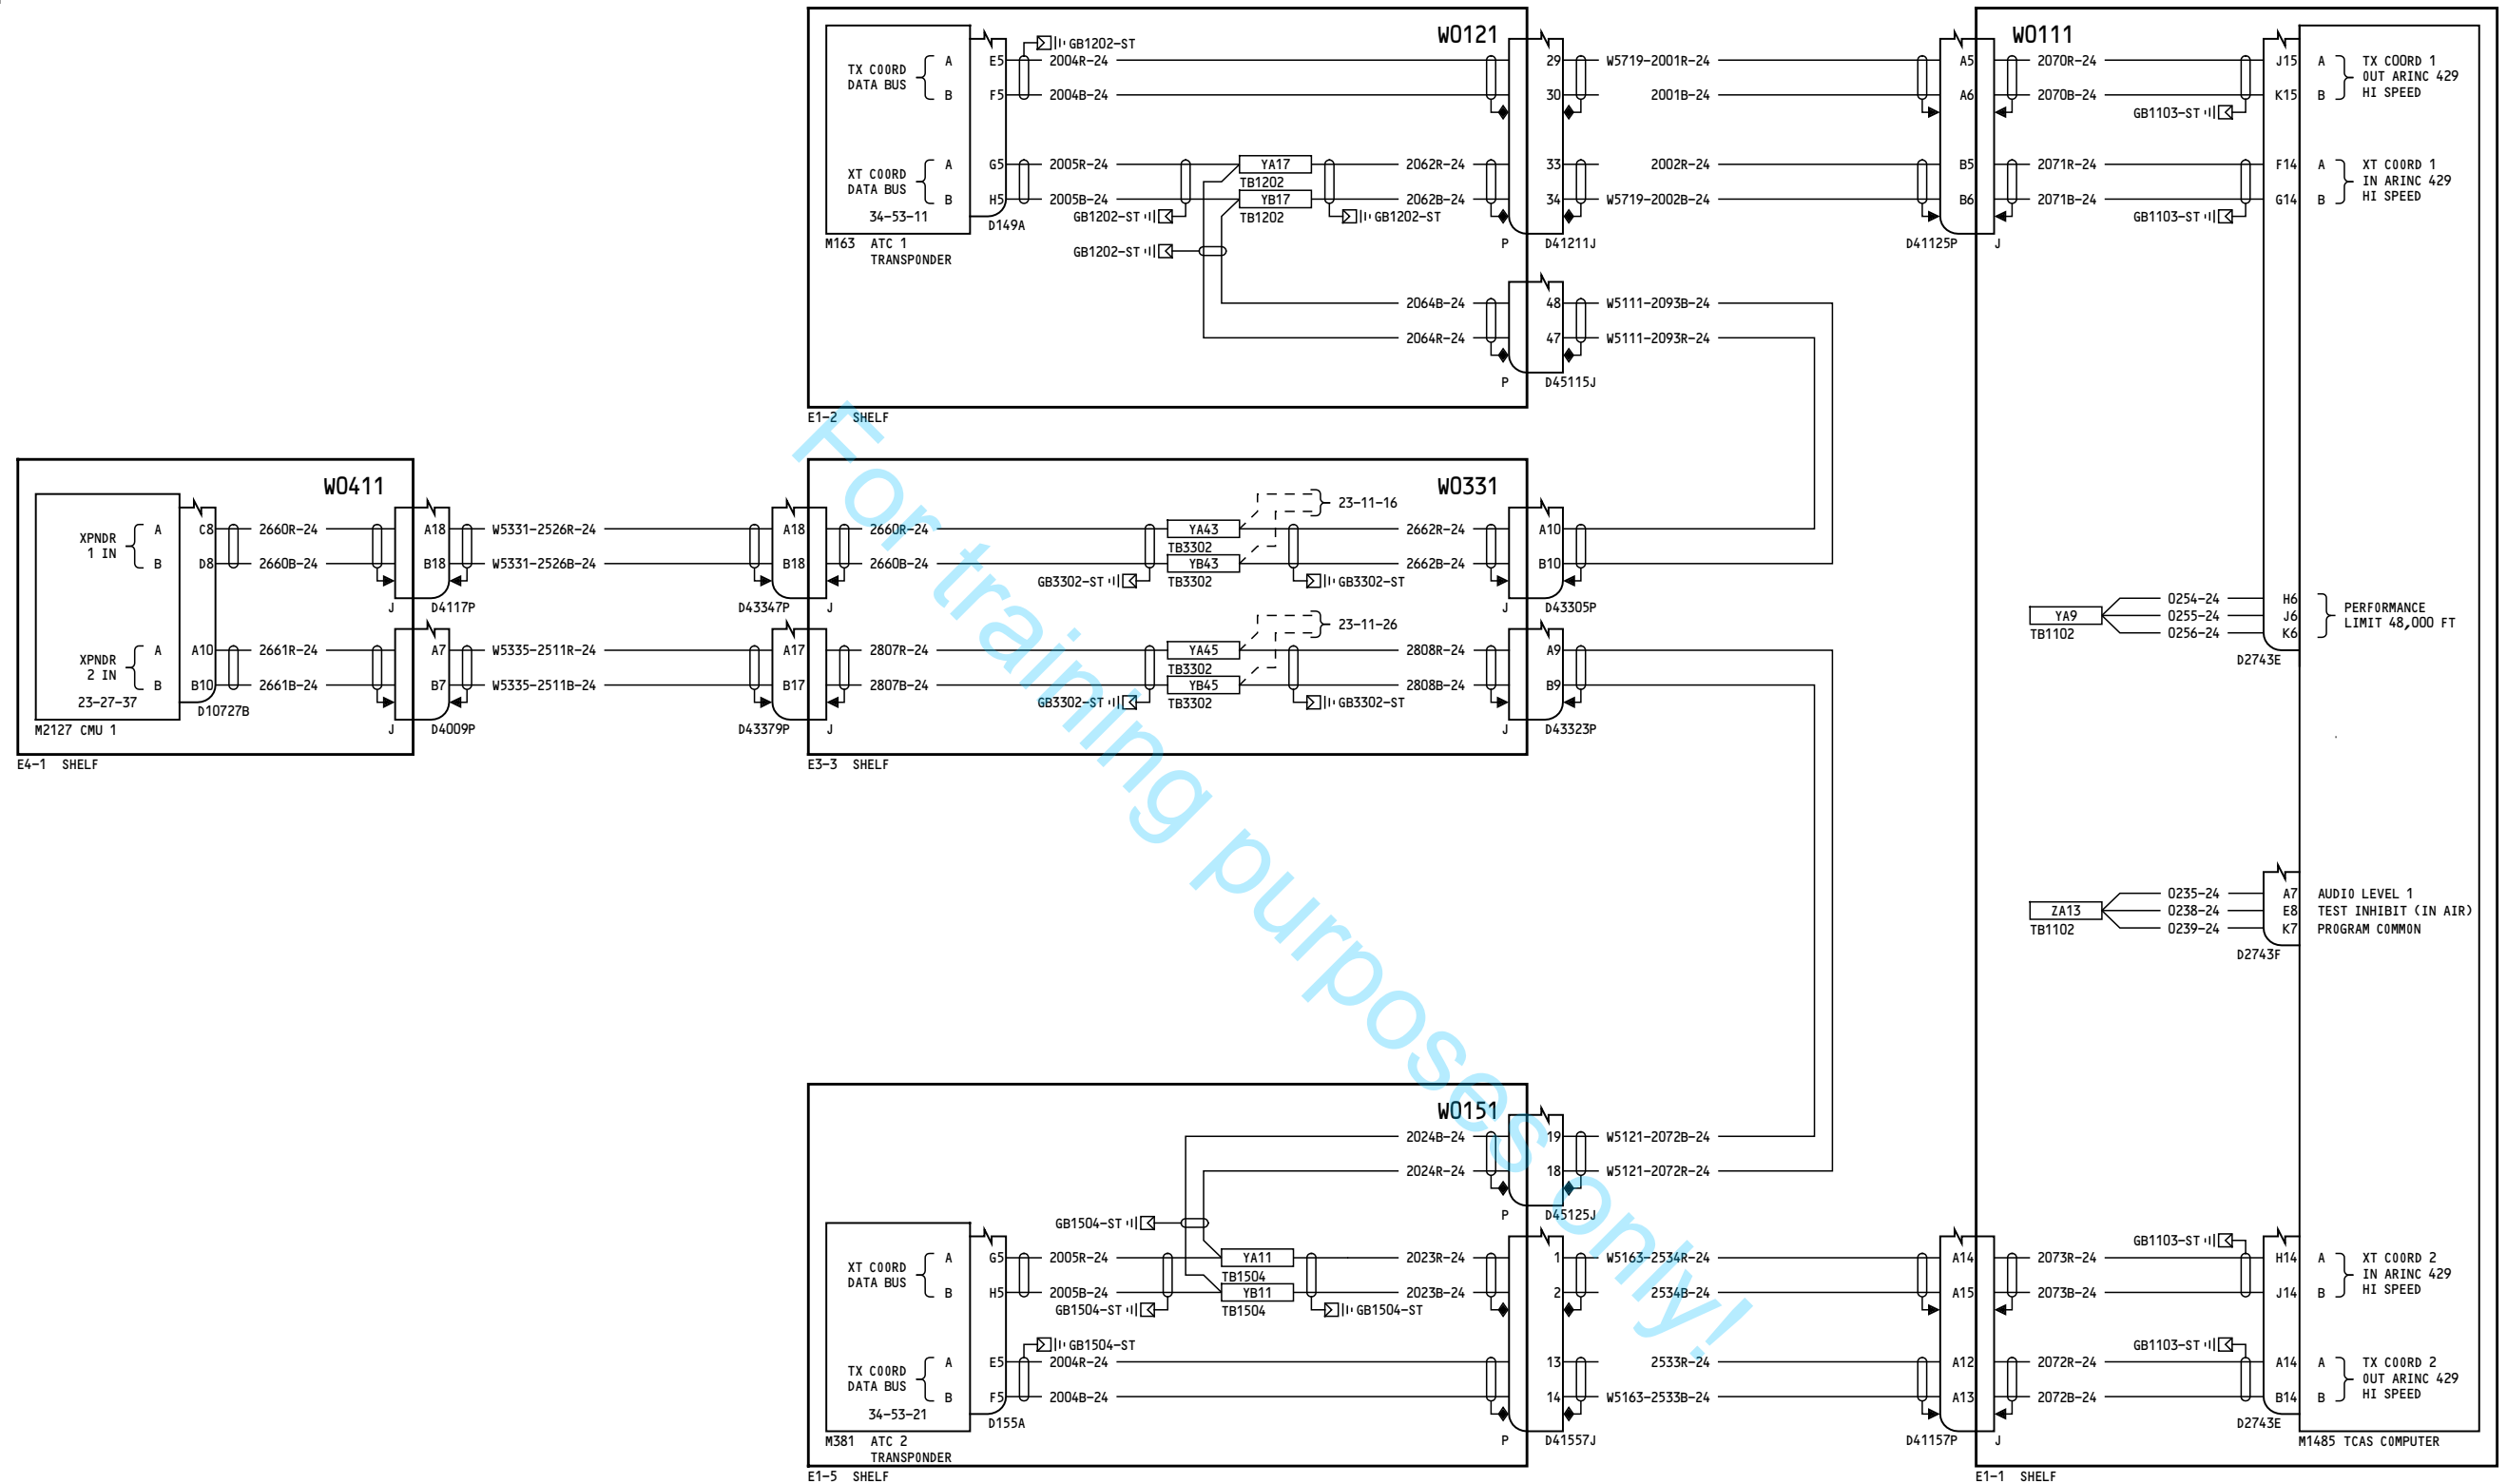 W0121
TX COORD
DATA BUS
A
B
E5
F5
GB1202-ST
2004R-24
2004B-24
29
30
W5719-2001R-24
2001B-24
XT COORD
DATA BUS
A
B
G5
H5
2005R-24
2005B-24
YA17
TB1202
YB17
TB1202
2062R-24
2062B-24
33
34
2002R-24
W5719-2002B-24
34-53-11
D149A
GB1202-ST
GB1202-ST
M163 ATC 1
TRANSPONDER
GB1202-ST
P
D41211J
2064B-24
48
W5111-2093B-24
2064R-24
47
W5111-2093R-24
P
D45115J
E1-2 SHELF
W0111
A5
A6
2070R-24
2070B-24
GB1103-ST
J15
K15
A
B
TX COORD 1
OUT ARINC 429
HI SPEED
B5
B6
2071R-24
2071B-24
GB1103-ST
F14
G14
A
B
XT COORD 1
IN ARINC 429
HI SPEED
D41125P
J
YA9
TB1102
0254-24
0255-24
0256-24
H6
J6
K6
PERFORMANCE
LIMIT 48,000 FT
D2743E
ZA13
TB1102
0235-24
0238-24
0239-24
A7
E8
K7
AUDIO LEVEL 1
TEST INHIBIT (IN AIR)
PROGRAM COMMON
D2743F
A14
A15
2073R-24
2073B-24
GB1103-ST
H14
J14
A
B
XT COORD 2
IN ARINC 429
HI SPEED
A12
A13
2072R-24
2072B-24
GB1103-ST
A14
B14
A
B
TX COORD 2
OUT ARINC 429
HI SPEED
D2743E
D41157P
J
M1485 TCAS COMPUTER
E1-1 SHELF
W0411
XPNDR
1 IN
A
B
C8
D8
2660R-24
2660B-24
A18
B18
W5331-2526R-24
W5331-2526B-24
J
D4117P
XPNDR
2 IN
A
B
A10
B10
2661R-24
2661B-24
A7
B7
W5335-2511R-24
W5335-2511B-24
23-27-37
D10727B
M2127 CMU 1
J
D4009P
E4-1 SHELF
W0331
A18
B18
2660R-24
2660B-24
YA43
TB3302
YB43
TB3302
23-11-16
2662R-24
2662B-24
A10
B10
GB3302-ST
GB3302-ST
D43347P
J
J
D43305P
A17
B17
2807R-24
2807B-24
YA45
TB3302
YB45
TB3302
23-11-26
2808R-24
2808B-24
A9
B9
GB3302-ST
GB3302-ST
D43379P
J
J
D43323P
E3-3 SHELF
W0151
2024B-24
19
W5121-2072B-24
2024R-24
18
W5121-2072R-24
P
D45125J
GB1504-ST
XT COORD
DATA BUS
A
B
G5
H5
2005R-24
2005B-24
YA11
TB1504
YB11
TB1504
2023R-24
2023B-24
1
2
W5163-2534R-24
2534B-24
GB1504-ST
GB1504-ST
TX COORD
DATA BUS
A
B
E5
F5
GB1504-ST
2004R-24
2004B-24
13
14
2533R-24
W5163-2533B-24
34-53-21
D155A
M381 ATC 2
TRANSPONDER
P
D41557J
E1-5 SHELF
For training purposes only!